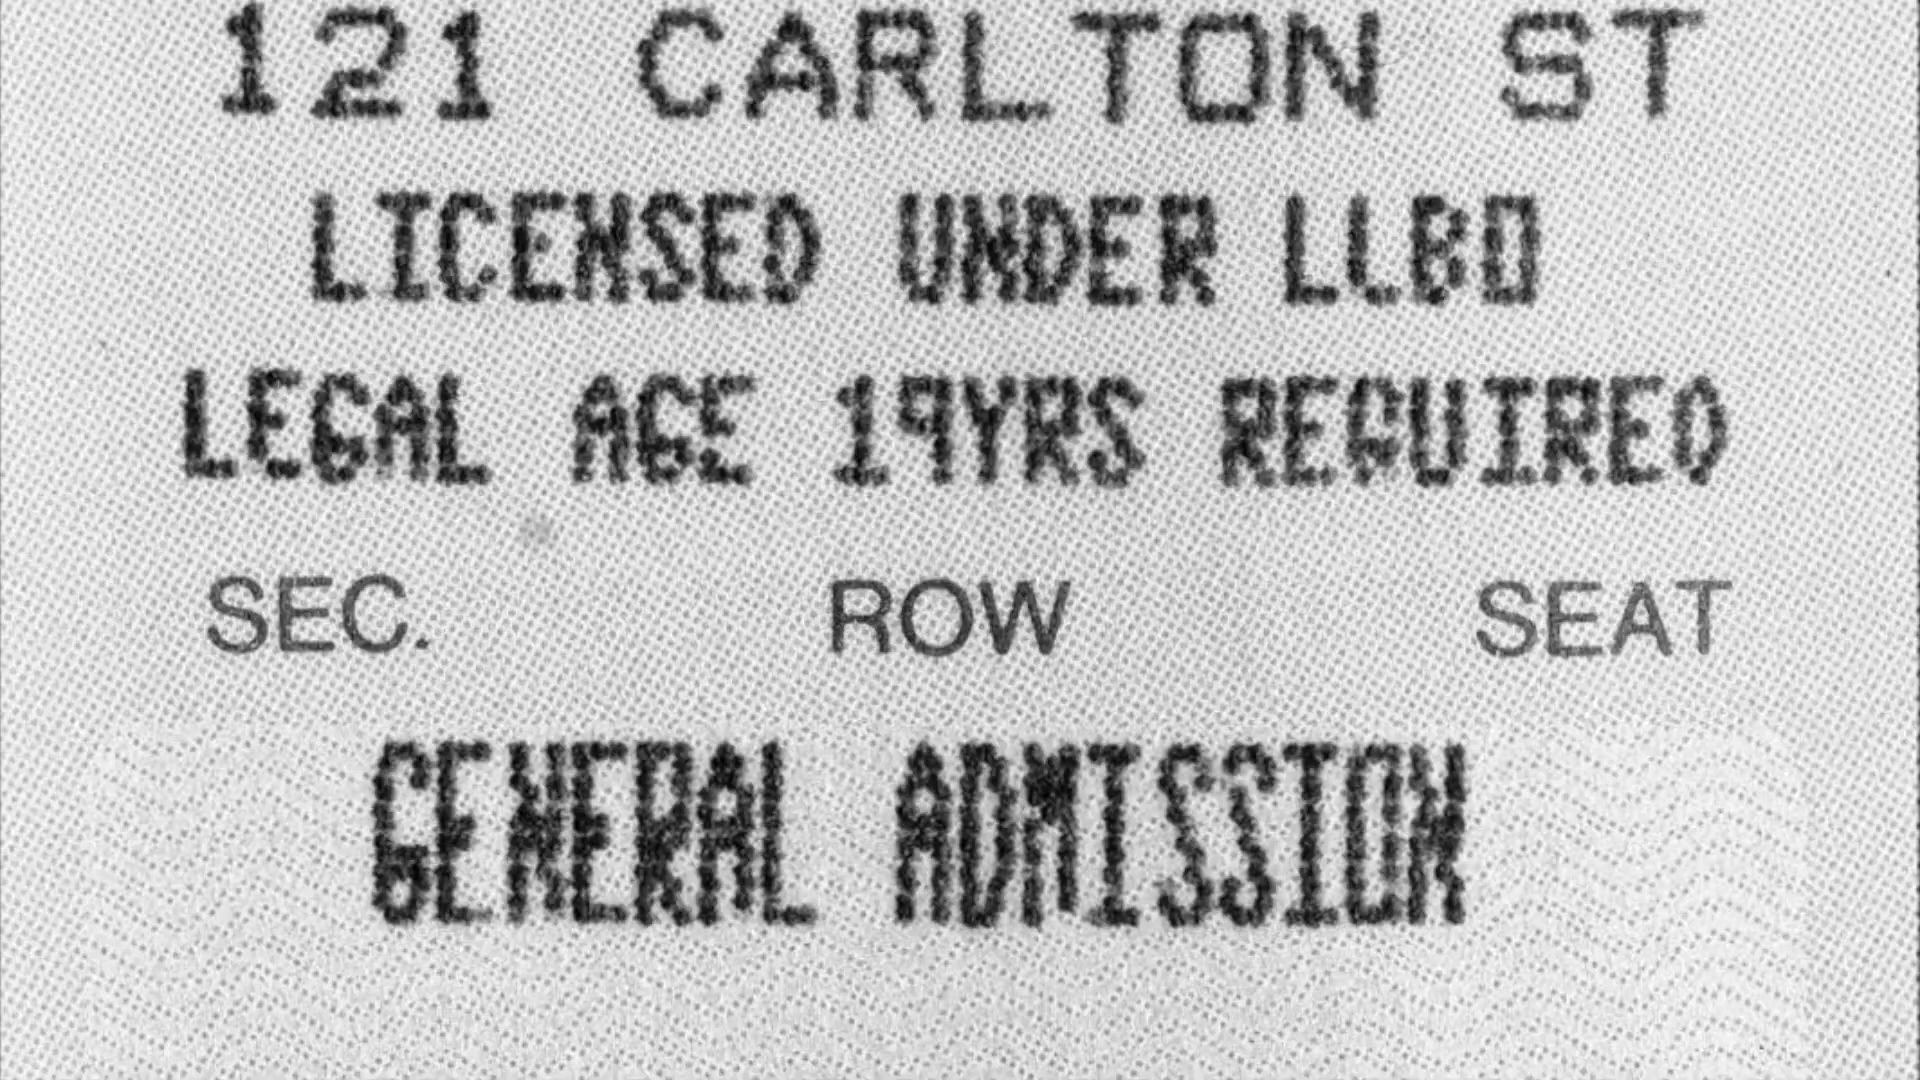 121 CARLTON ST
LICENSED UNDER LLBO
LEGAL AGE 19YRS REQUIRED
SEC. ROW SEAT
GENERAL ADMISSION